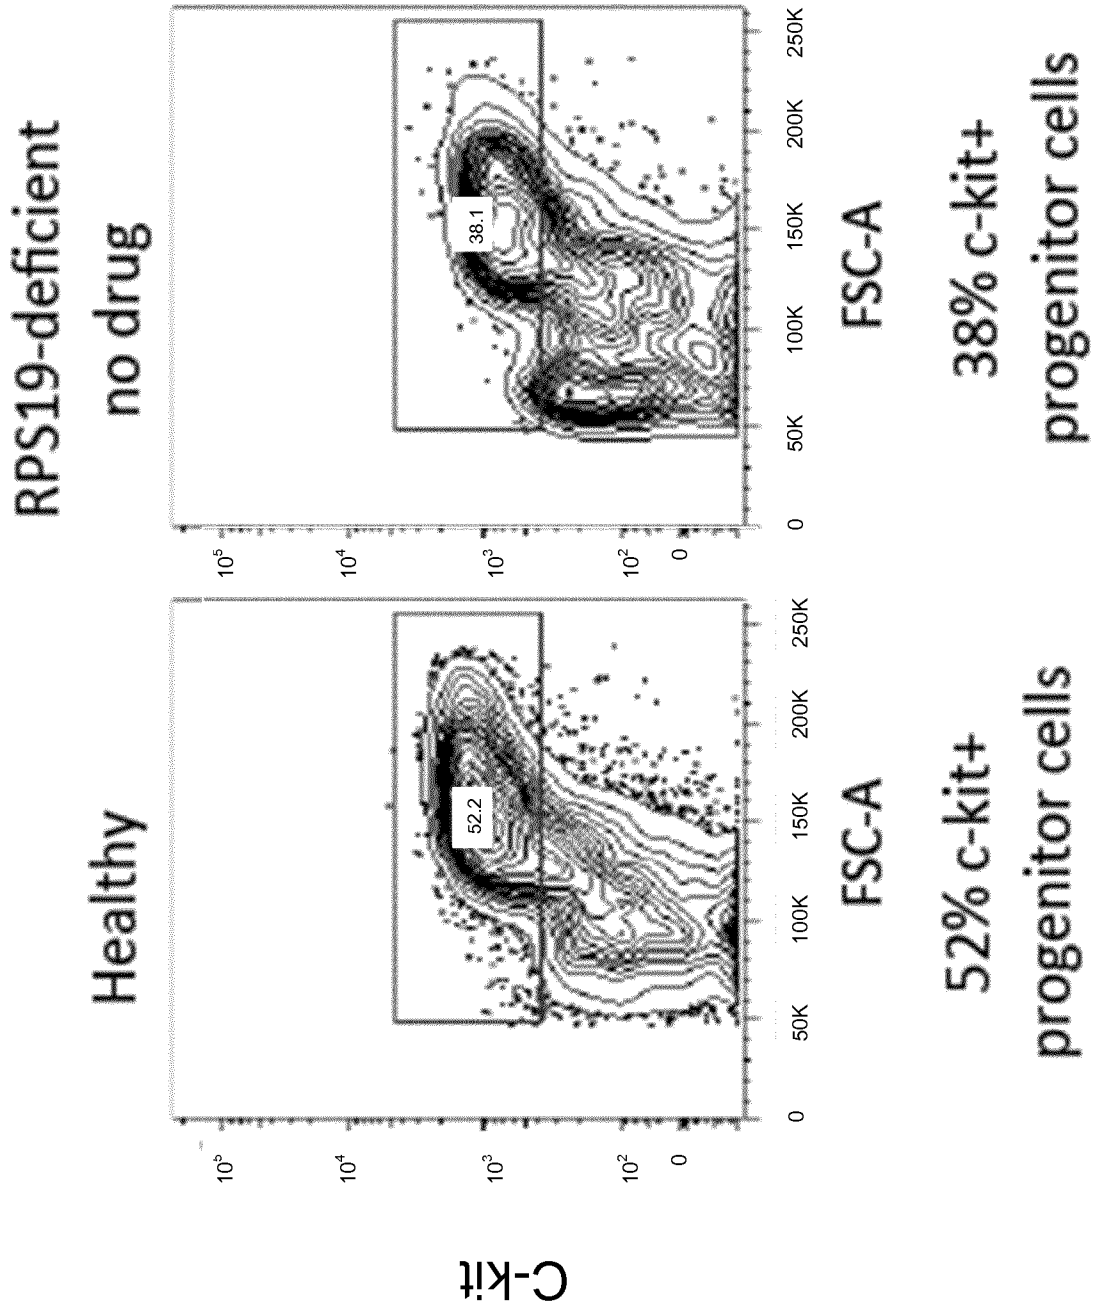 C-kit
Healthy
10⁵
10⁴
10³
10²
0
52.2
0
50K
100K
150K
200K
250K
FSC-A
52% c-kit+
progenitor cells
RPS19-deficient
no drug
10⁵
10⁴
10³
10²
0
38.1
0
50K
100K
150K
200K
250K
FSC-A
38% c-kit+
progenitor cells